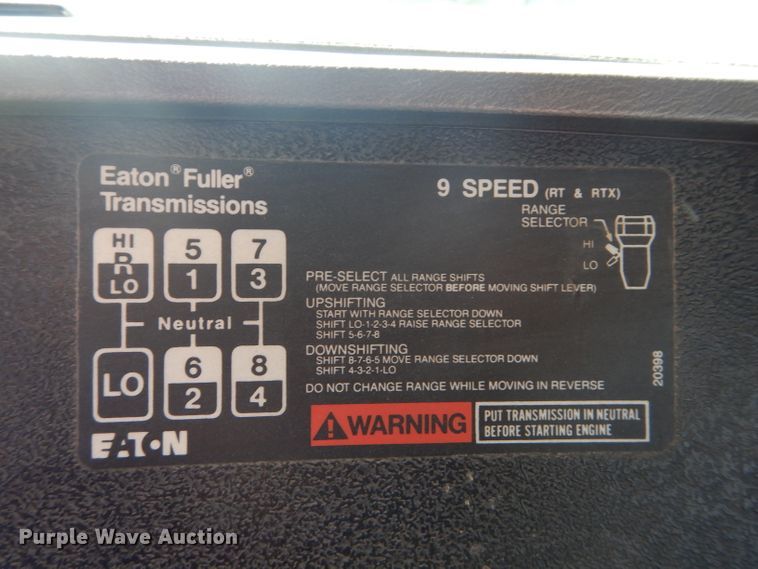 Eaton® Fuller®
Transmissions
9 SPEED (RT & RTX)
RANGE
SELECTOR
HI
LO
HI
R
LO
5
1
7
3
Neutral
LO
6
2
8
4
PRE-SELECT ALL RANGE SHIFTS
(MOVE RANGE SELECTOR BEFORE MOVING SHIFT LEVER)
UPSHIFTING
START WITH RANGE SELECTOR DOWN
SHIFT LO-1-2-3-4 RAISE RANGE SELECTOR
SHIFT 5-6-7-8
DOWNSHIFTING
SHIFT 8-7-6-5 MOVE RANGE SELECTOR DOWN
SHIFT 4-3-2-1-LO
DO NOT CHANGE RANGE WHILE MOVING IN REVERSE
20398
EATON
WARNING
PUT TRANSMISSION IN NEUTRAL
BEFORE STARTING ENGINE
Purple Wave Auction®